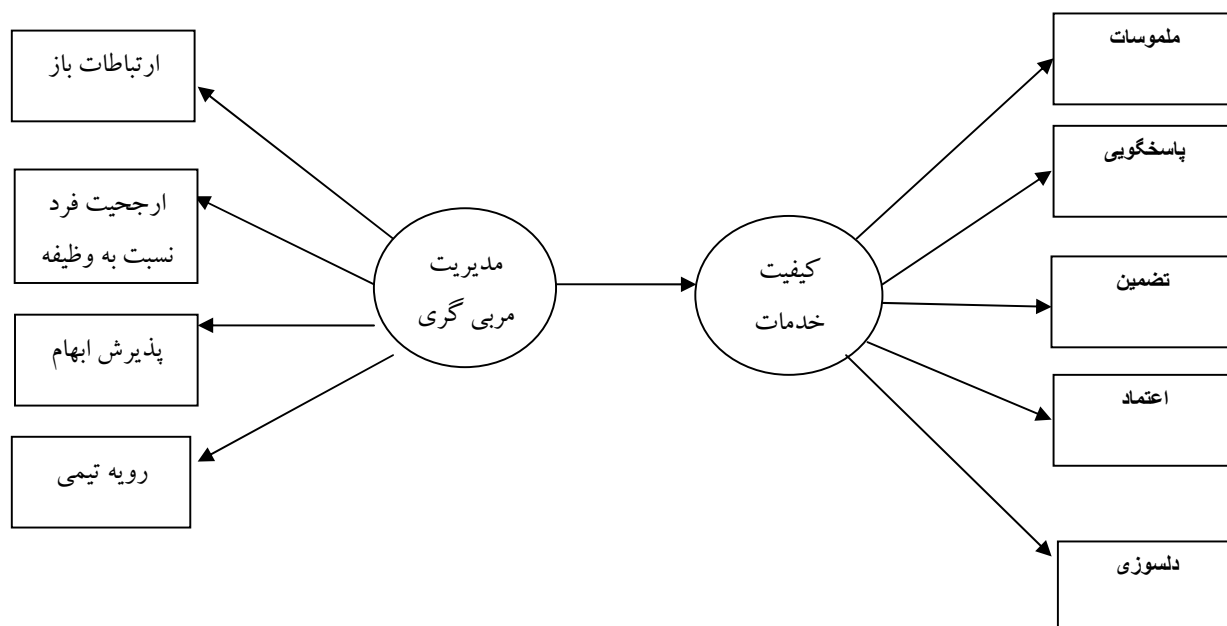 ملموسات
پاسخگویی
تضمین
اعتماد
دلسوزی
کیفیت
خدمات
مدیریت
مربی گری
ارتباطات باز
ارجحیت فرد
نسبت به وظیفه
پذیرش ابهام
رویه تیمی